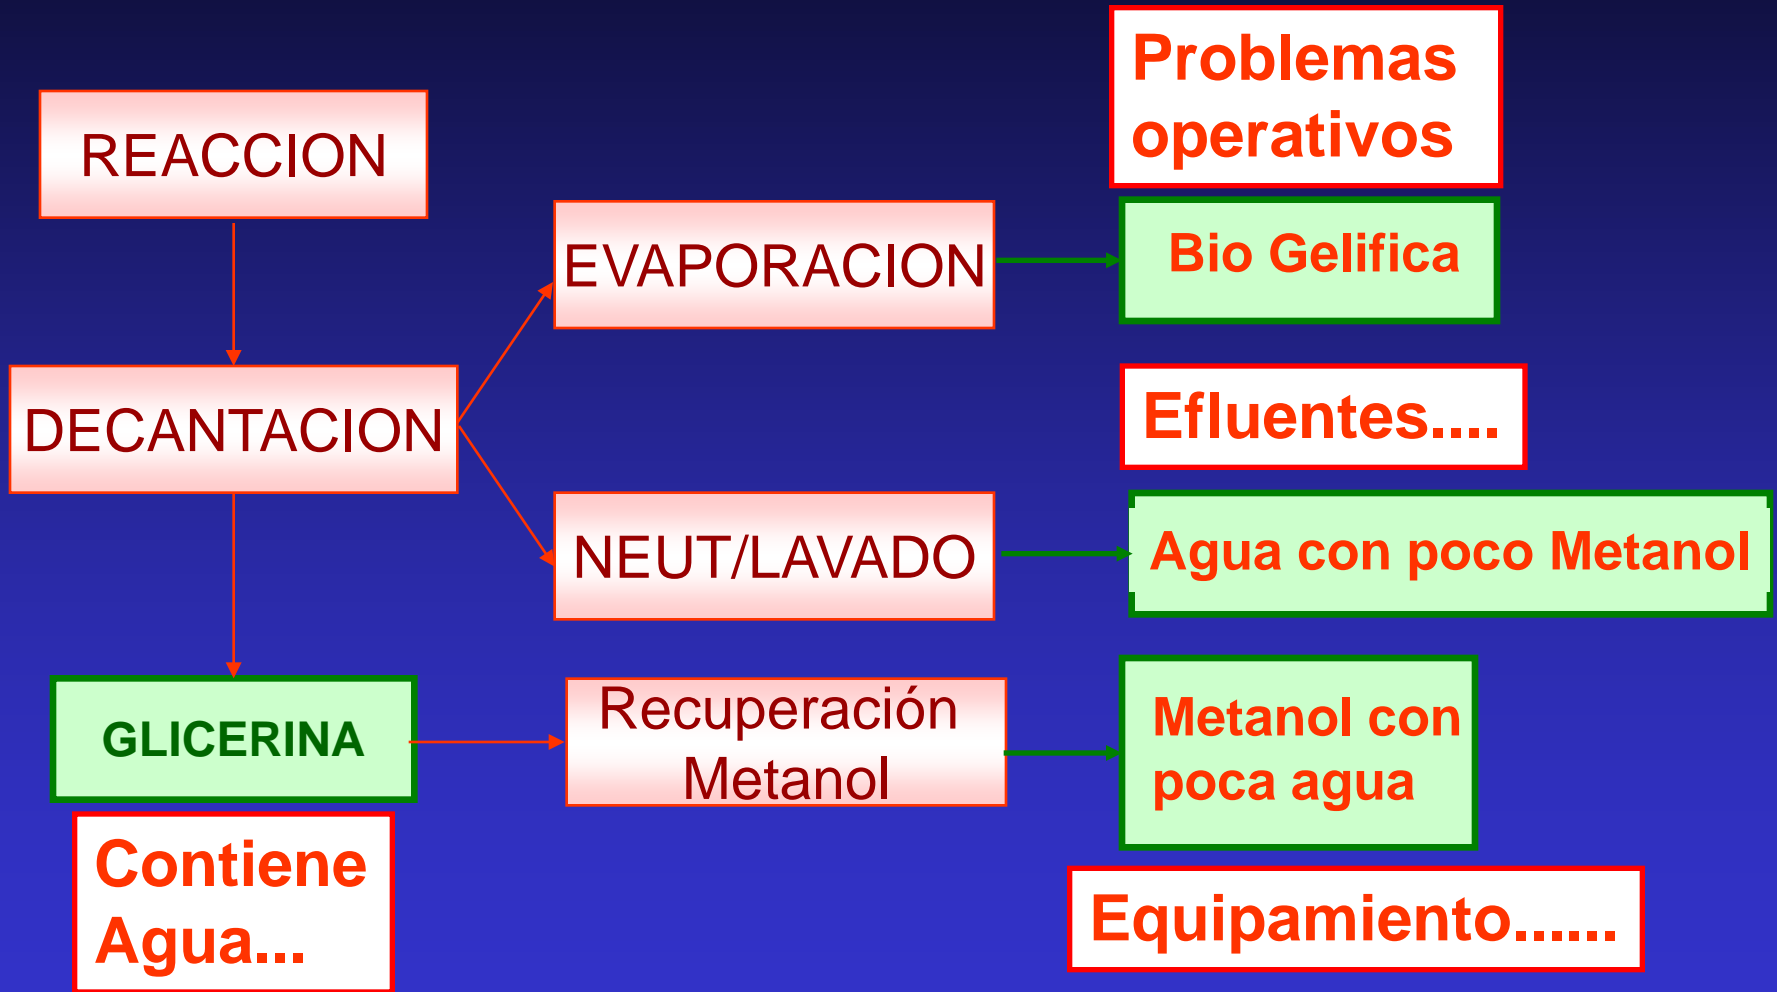 Problemas
operativos
REACCION
EVAPORACION
Bio Gelifica
DECANTACION
Efluentes....
NEUT/LAVADO
Agua con poco Metanol
GLICERINA
Recuperación
Metanol
Metanol con
poca agua
Contiene
Agua...
Equipamiento......